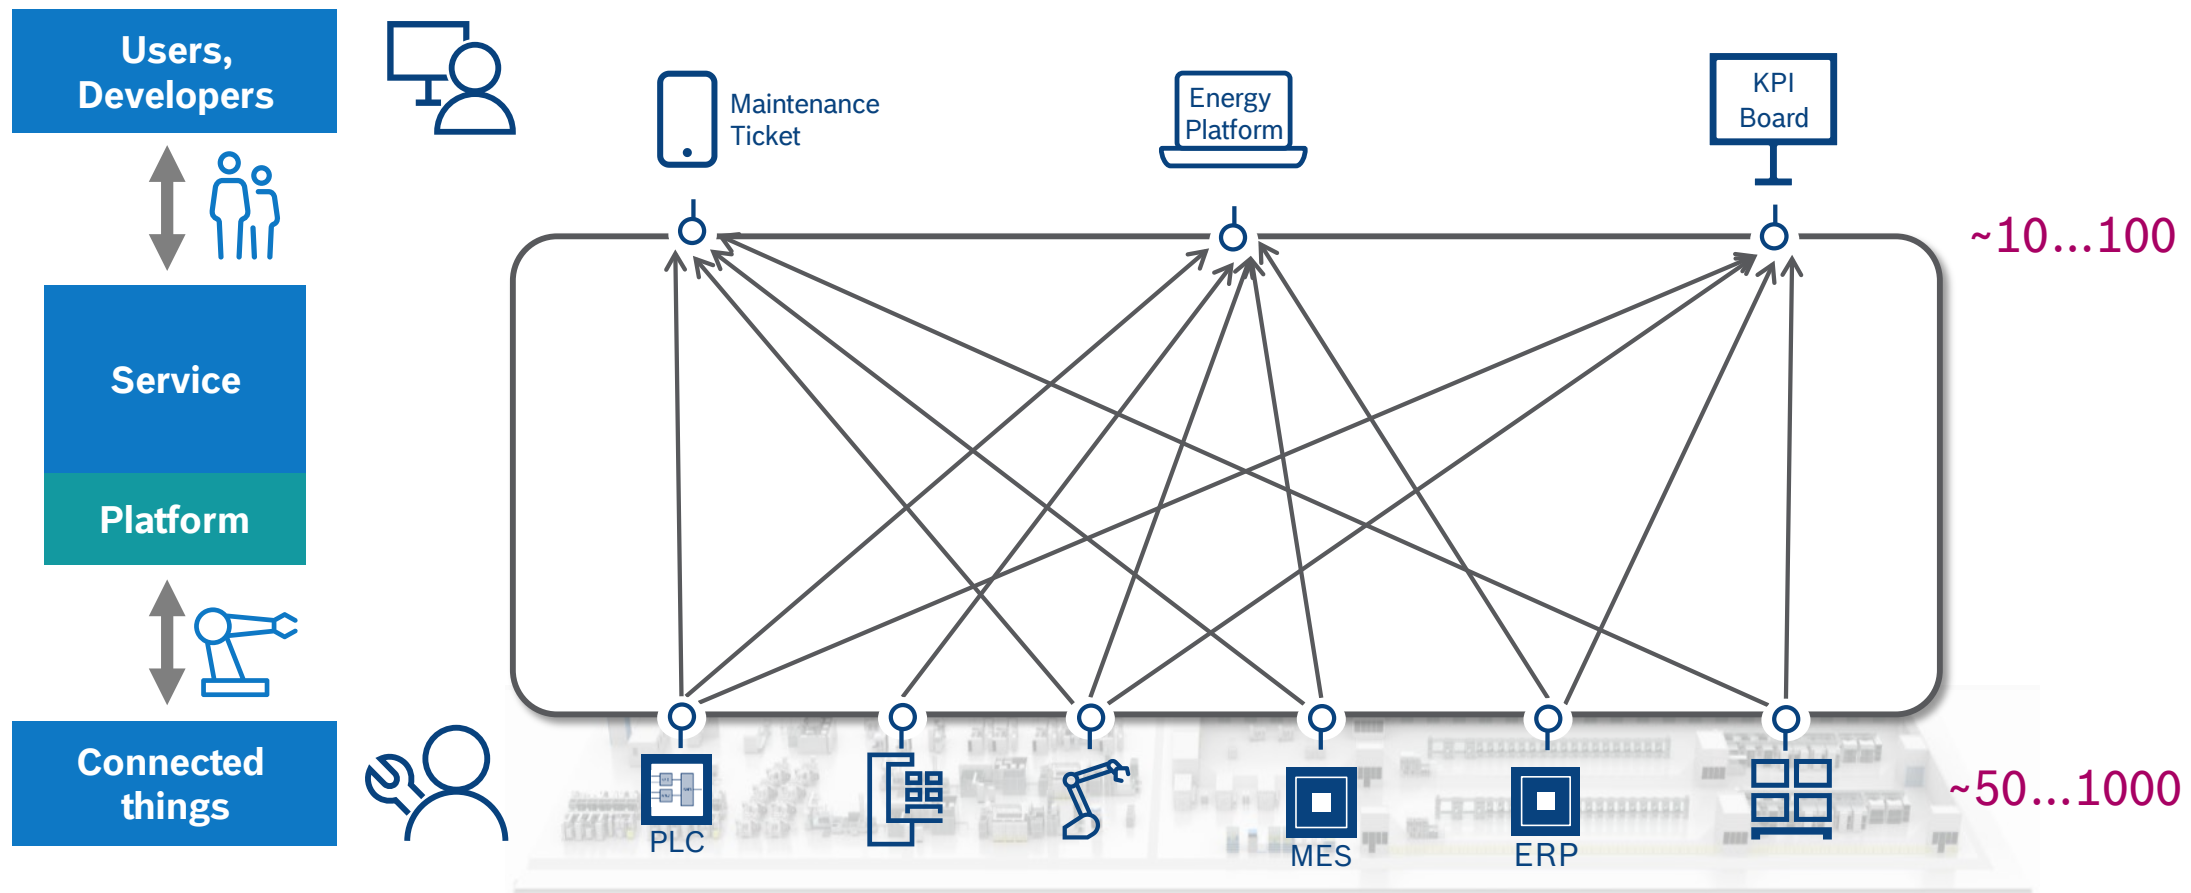 Users,
Developers
Maintenance
Ticket
Energy
Platform
KPI
Board
~10...100
Service
Platform
Connected
things
~50...1000
PLC
MES
ERP